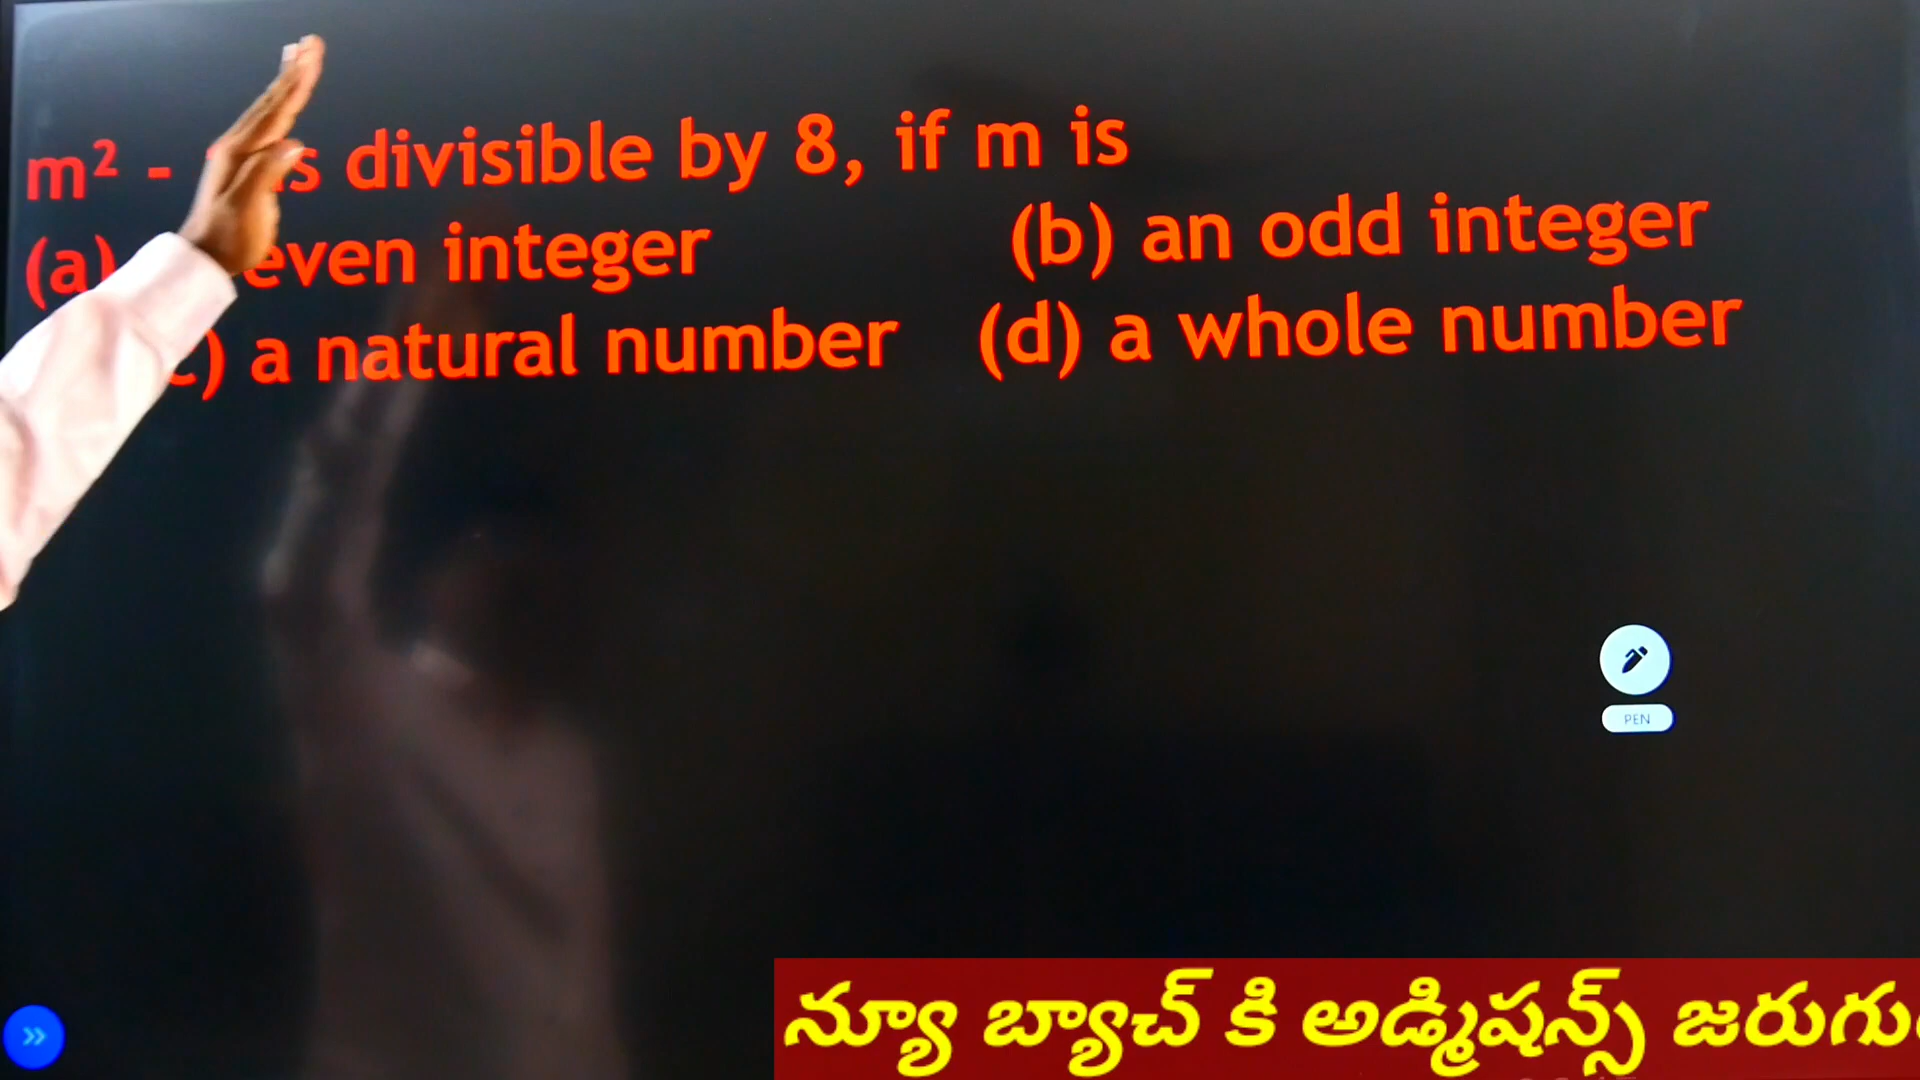 m² - is divisible by 8, if m is
(a) even integer (b) an odd integer
(c) a natural number (d) a whole number
PEN
న్యూ బ్యాచ్ కి అడ్మిషన్స్ జరుగు